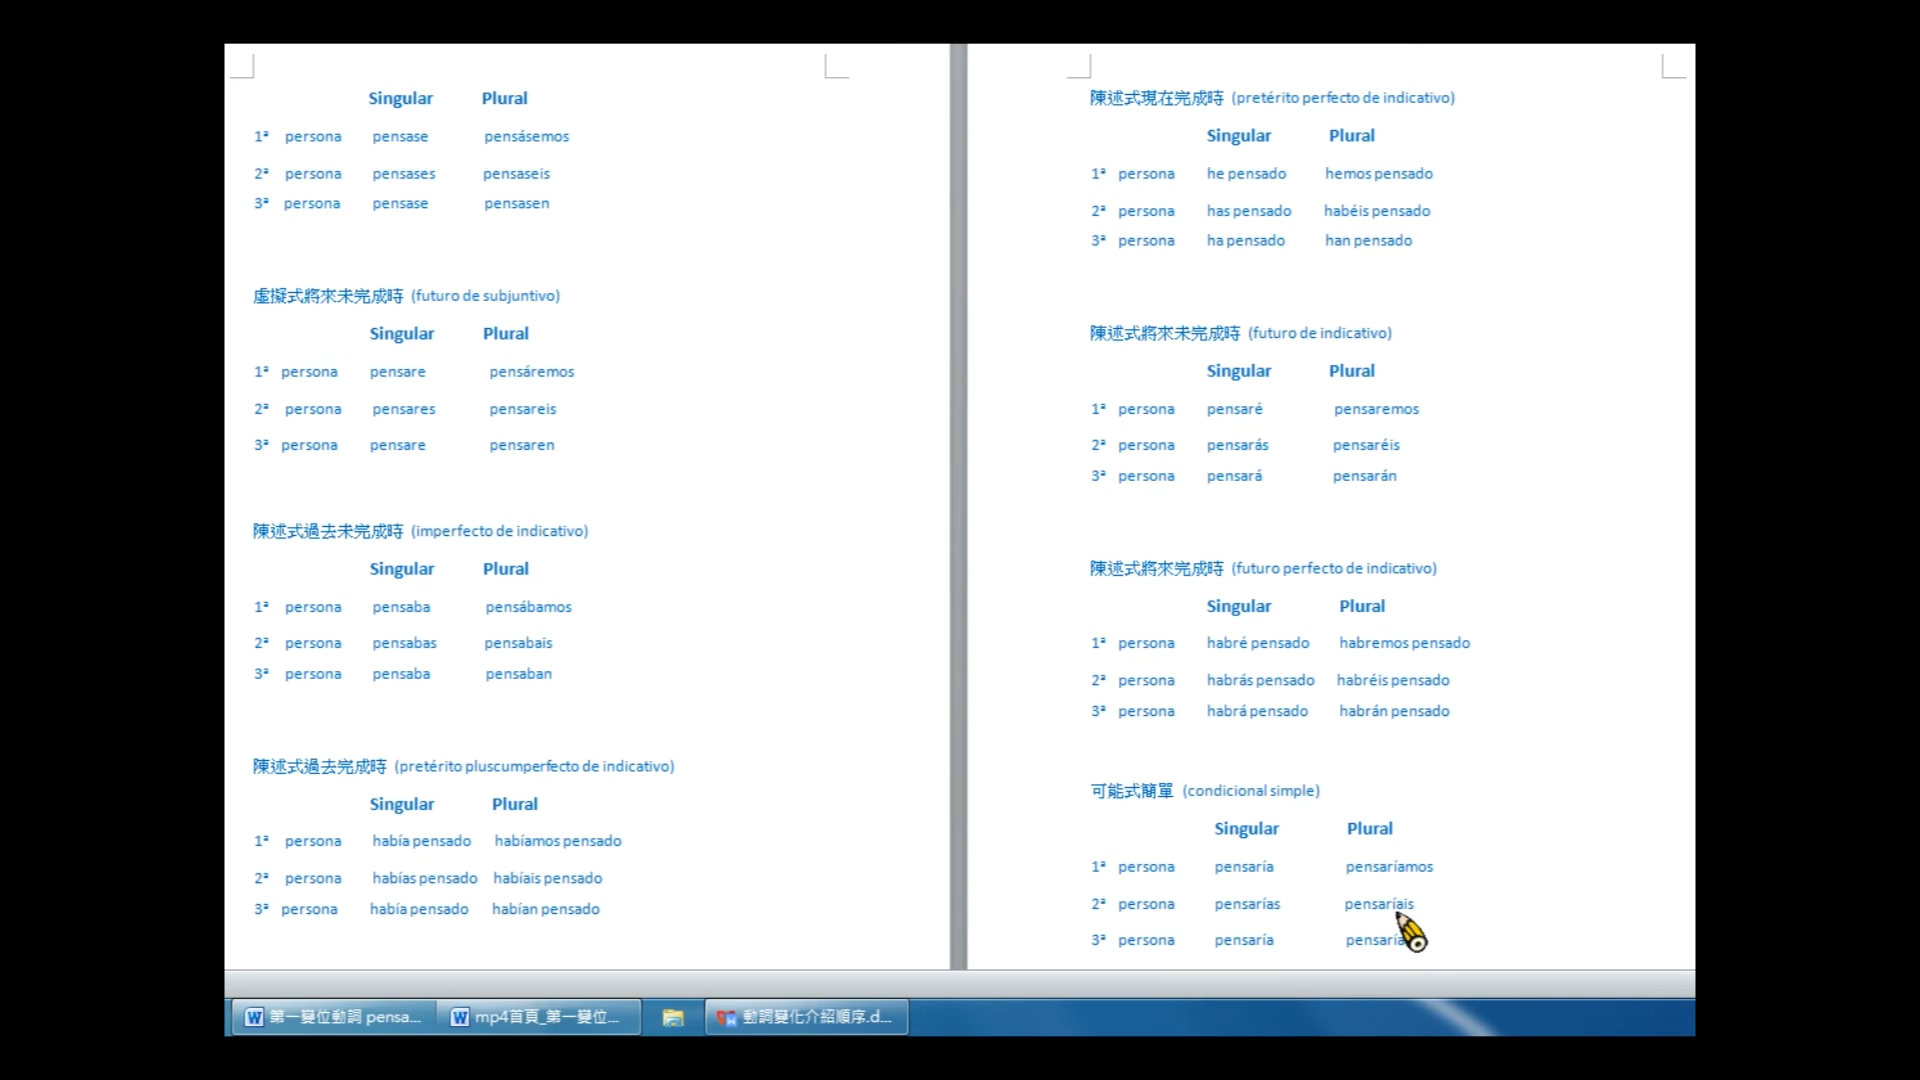 Singular Plural
1ª persona pensase pensásemos
2ª persona pensases pensaseis
3ª persona pensase pensasen
虛擬式將來未完成時 (futuro de subjuntivo)
Singular Plural
1ª persona pensare pensáremos
2ª persona pensares pensareis
3ª persona pensare pensaren
陳述式過去未完成時 (imperfecto de indicativo)
Singular Plural
1ª persona pensaba pensábamos
2ª persona pensabas pensabais
3ª persona pensaba pensaban
陳述式過去完成時 (pretérito pluscumperfecto de indicativo)
Singular Plural
1ª persona había pensado habíamos pensado
2ª persona habías pensado habíais pensado
3ª persona había pensado habían pensado
陳述式現在完成時 (pretérito perfecto de indicativo)
Singular Plural
1ª persona he pensado hemos pensado
2ª persona has pensado habéis pensado
3ª persona ha pensado han pensado
陳述式將來未完成時 (futuro de indicativo)
Singular Plural
1ª persona pensaré pensaremos
2ª persona pensarás pensaréis
3ª persona pensará pensarán
陳述式將來完成時 (futuro perfecto de indicativo)
Singular Plural
1ª persona habré pensado habremos pensado
2ª persona habrás pensado habréis pensado
3ª persona habrá pensado habrán pensado
可能式簡單 (condicional simple)
Singular Plural
1ª persona pensaría pensaríamos
2ª persona pensarías pensaríais
3ª persona pensaría
第一變位動詞 pensa... mp4首頁_第一變位... 動詞變化介紹順序.d...